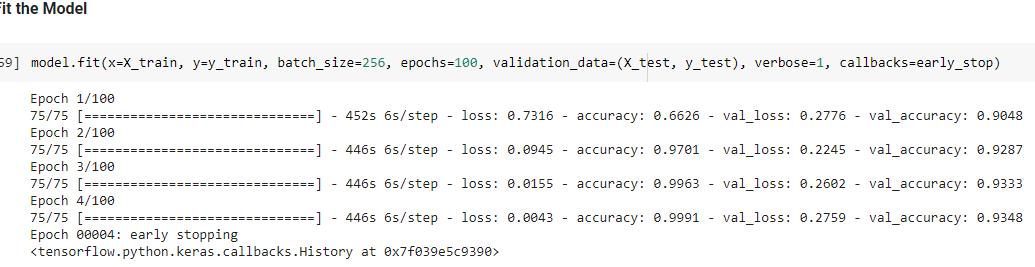 Fit the Model
59] model.fit(x=X_train, y=y_train, batch_size=256, epochs=100, validation_data=(X_test, y_test), verbose=1, callbacks=early_stop)
Epoch 1/100
75/75 [==============================] - 452s 6s/step - loss: 0.7316 - accuracy: 0.6626 - val_loss: 0.2776 - val_accuracy: 0.9048
Epoch 2/100
75/75 [==============================] - 446s 6s/step - loss: 0.0945 - accuracy: 0.9701 - val_loss: 0.2245 - val_accuracy: 0.9287
Epoch 3/100
75/75 [==============================] - 446s 6s/step - loss: 0.0155 - accuracy: 0.9963 - val_loss: 0.2602 - val_accuracy: 0.9333
Epoch 4/100
75/75 [==============================] - 446s 6s/step - loss: 0.0043 - accuracy: 0.9991 - val_loss: 0.2759 - val_accuracy: 0.9348
Epoch 00004: early stopping
<tensorflow.python.keras.callbacks.History at 0x7f039e5c9390>